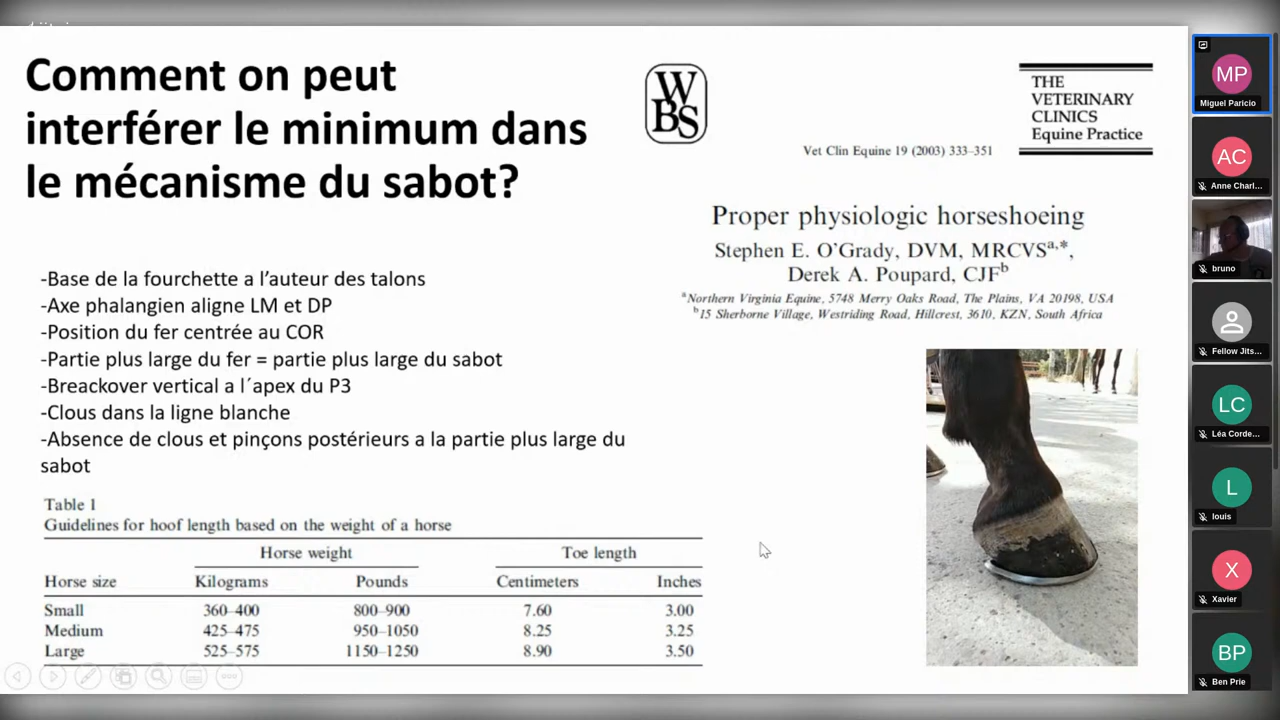 Comment on peut
interférer le minimum dans
le mécanisme du sabot?
WBS
THE
VETERINARY
CLINICS
Equine Practice
Vet Clin Equine 19 (2003) 333–351
Proper physiologic horseshoeing
Stephen E. O'Grady, DVM, MRCVSa,*,
Derek A. Poupard, CJFb
aNorthern Virginia Equine, 5748 Merry Oaks Road, The Plains, VA 20198, USA
b15 Sherborne Village, Westriding Road, Hillcrest, 3610, KZN, South Africa
-Base de la fourchette a l’auteur des talons
-Axe phalangien aligne LM et DP
-Position du fer centrée au COR
-Partie plus large du fer = partie plus large du sabot
-Breackover vertical a l´apex du P3
-Clous dans la ligne blanche
-Absence de clous et pinçons postérieurs a la partie plus large du
sabot
Table 1
Guidelines for hoof length based on the weight of a horse
Horse weight Toe length
Horse size Kilograms Pounds Centimeters Inches
Small 360–400 800–900 7.60 3.00
Medium 425–475 950–1050 8.25 3.25
Large 525–575 1150–1250 8.90 3.50
MP
Miguel Paricio
AC
Anne Charl...
bruno
Fellow Jits...
LC
Léa Corde...
L
louis
X
Xavier
BP
Ben Prie